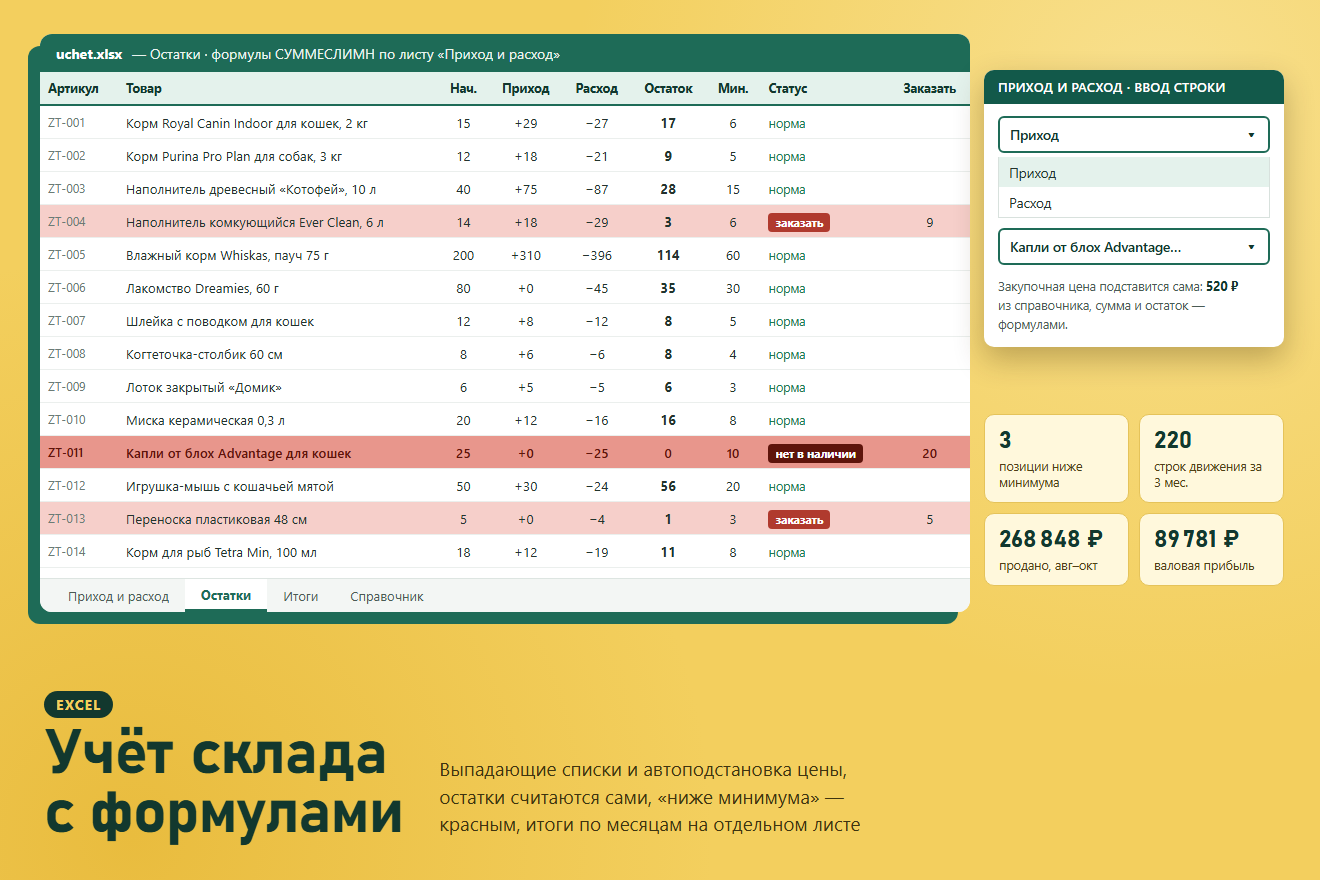 uchet.xlsx — Остатки · формулы СУММЕСЛИМН по листу «Приход и расход»
Артикул Товар Нач. Приход Расход Остаток Мин. Статус Заказать
ZT-001 Корм Royal Canin Indoor для кошек, 2 кг 15 +29 −27 17 6 норма
ZT-002 Корм Purina Pro Plan для собак, 3 кг 12 +18 −21 9 5 норма
ZT-003 Наполнитель древесный «Котофей», 10 л 40 +75 −87 28 15 норма
ZT-004 Наполнитель комкующийся Ever Clean, 6 л 14 +18 −29 3 6 заказать 9
ZT-005 Влажный корм Whiskas, пауч 75 г 200 +310 −396 114 60 норма
ZT-006 Лакомство Dreamies, 60 г 80 +0 −45 35 30 норма
ZT-007 Шлейка с поводком для кошек 12 +8 −12 8 5 норма
ZT-008 Когтеточка-столбик 60 см 8 +6 −6 8 4 норма
ZT-009 Лоток закрытый «Домик» 6 +5 −5 6 3 норма
ZT-010 Миска керамическая 0,3 л 20 +12 −16 16 8 норма
ZT-011 Капли от блох Advantage для кошек 25 +0 −25 0 10 нет в наличии 20
ZT-012 Игрушка-мышь с кошачьей мятой 50 +30 −24 56 20 норма
ZT-013 Переноска пластиковая 48 см 5 +0 −4 1 3 заказать 5
ZT-014 Корм для рыб Tetra Min, 100 мл 18 +12 −19 11 8 норма
Приход и расход Остатки Итоги Справочник
ПРИХОД И РАСХОД · ВВОД СТРОКИ
Приход
Приход
Расход
Капли от блох Advantage...
Закупочная цена подставится сама: 520 ₽
из справочника, сумма и остаток —
формулами.
3
позиции ниже
минимума
220
строк движения за
3 мес.
268 848 ₽
продано, авг–окт
89 781 ₽
валовая прибыль
EXCEL
Учёт склада
с формулами
Выпадающие списки и автоподстановка цены,
остатки считаются сами, «ниже минимума» —
красным, итоги по месяцам на отдельном листе